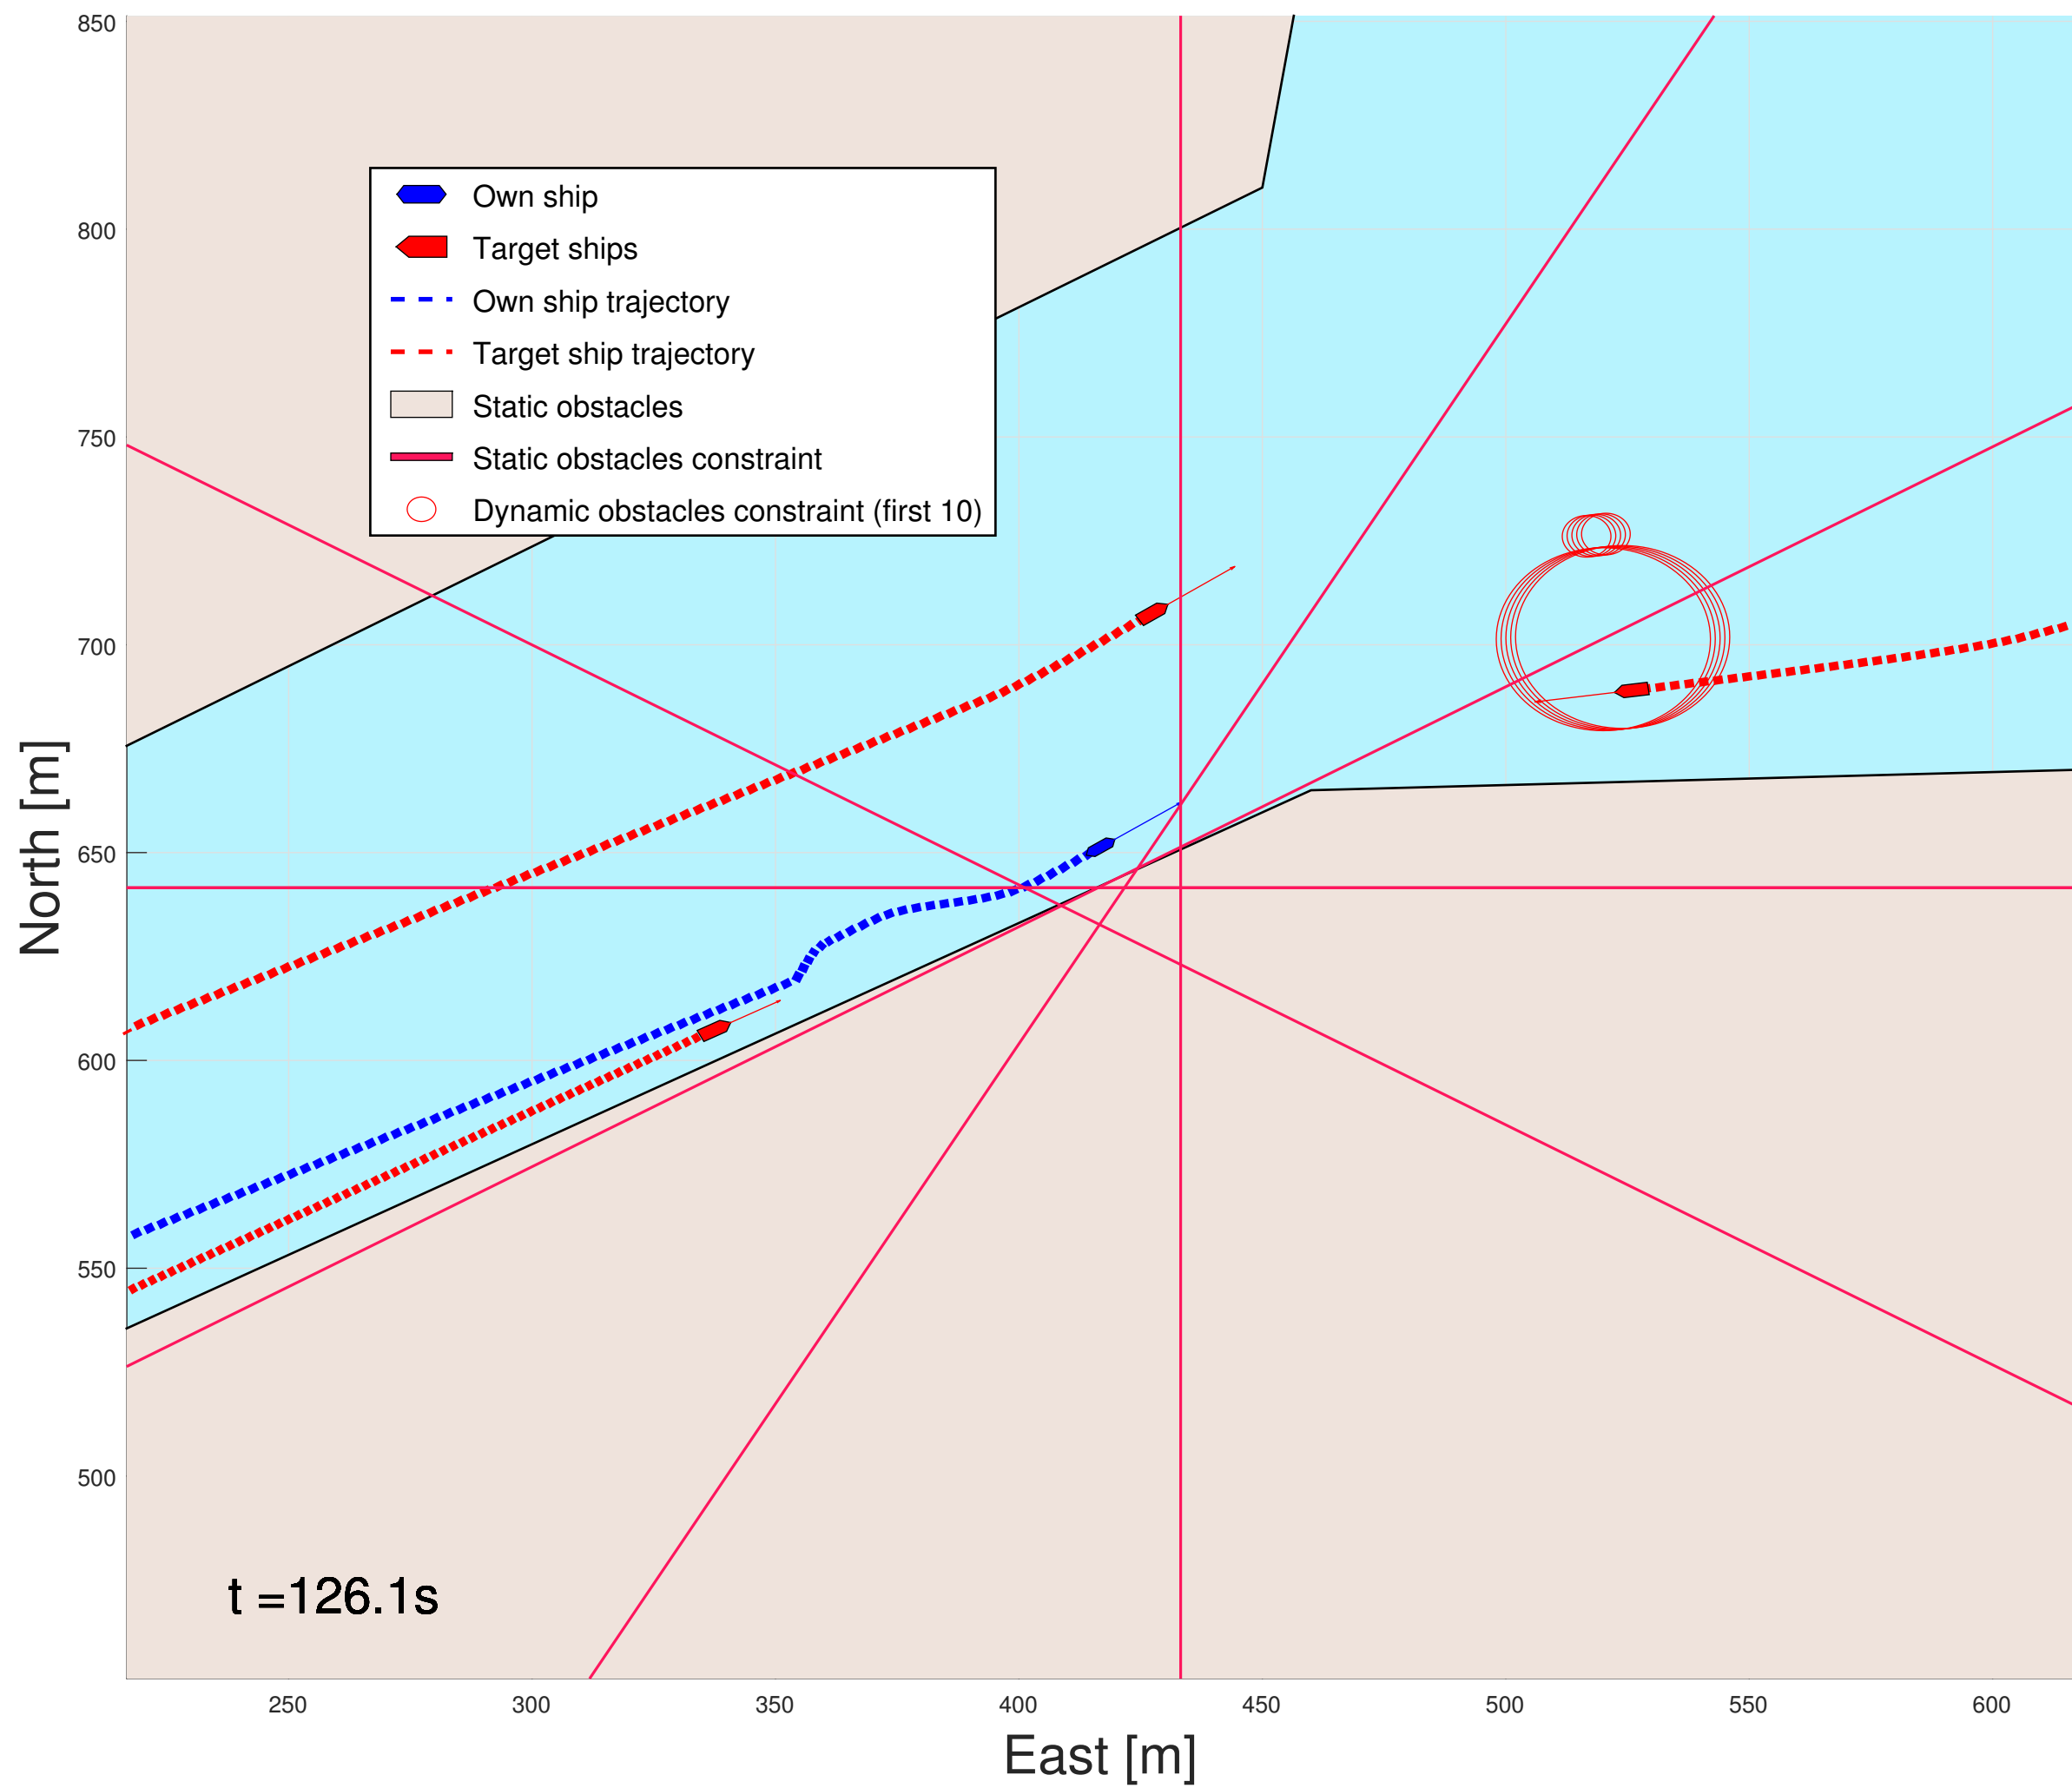 850
800
750
700
650
600
550
500
North [m]
Own ship
Target ships
Own ship trajectory
Target ship trajectory
Static obstacles
Static obstacles constraint
Dynamic obstacles constraint (first 10)
t =126.1s
250 300 350 400 450 500 550 600
East [m]